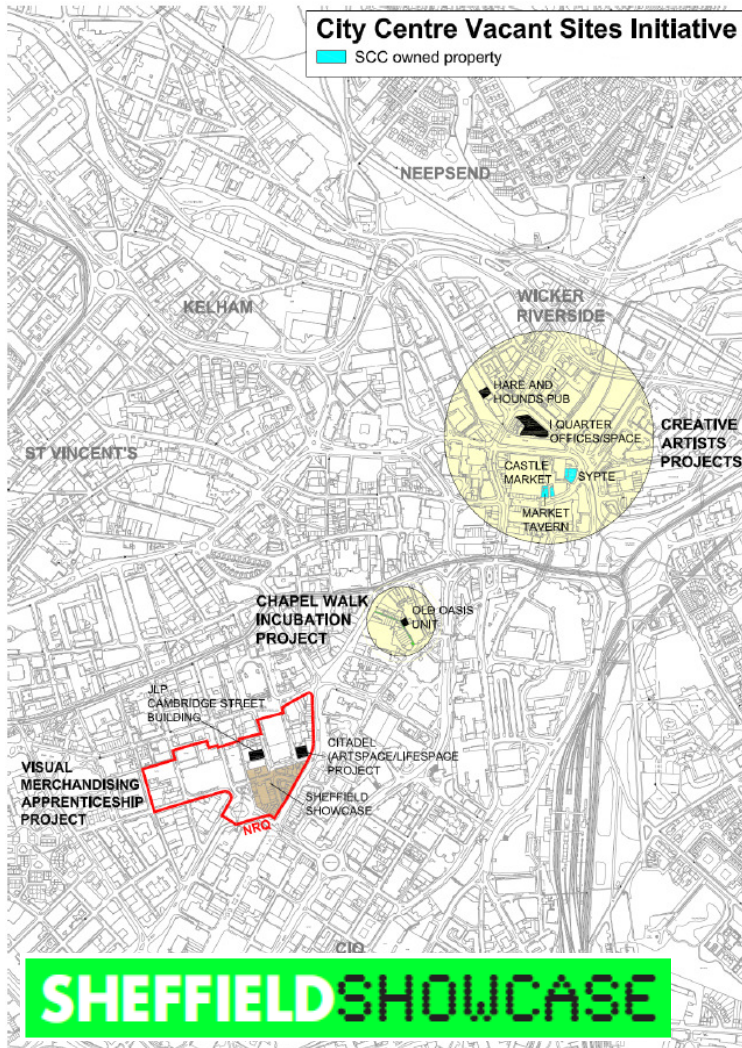 City Centre Vacant Sites Initiative
SCC owned property
NEEPSEND
KELHAM
WICKER
RIVERSIDE
HARE AND
HOUNDS PUB
I QUARTER
OFFICES/SPACE
CREATIVE
ARTISTS
PROJECTS
ST VINCENT'S
CASTLE
MARKET
SYPTE
MARKET
TAVERN
CHAPEL WALK
INCUBATION
PROJECT
OLD OASIS
UNIT
JLP
CAMBRIDGE STREET
BUILDING
CITADEL
(ARTSPACE/LIFESPACE
PROJECT
VISUAL
MERCHANDISING
APPRENTICESHIP
PROJECT
SHEFFIELD
SHOWCASE
NRQ
CIQ
SHEFFIELDSHOWCASE